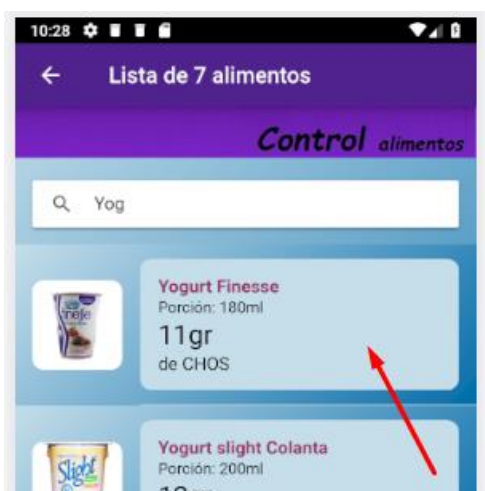 10:28
Lista de 7 alimentos
Control alimentos
Yog
Yogurt Finesse
Porción: 180ml
11gr
de CHOS
Slight
Yogurt slight Colanta
Porción: 200ml